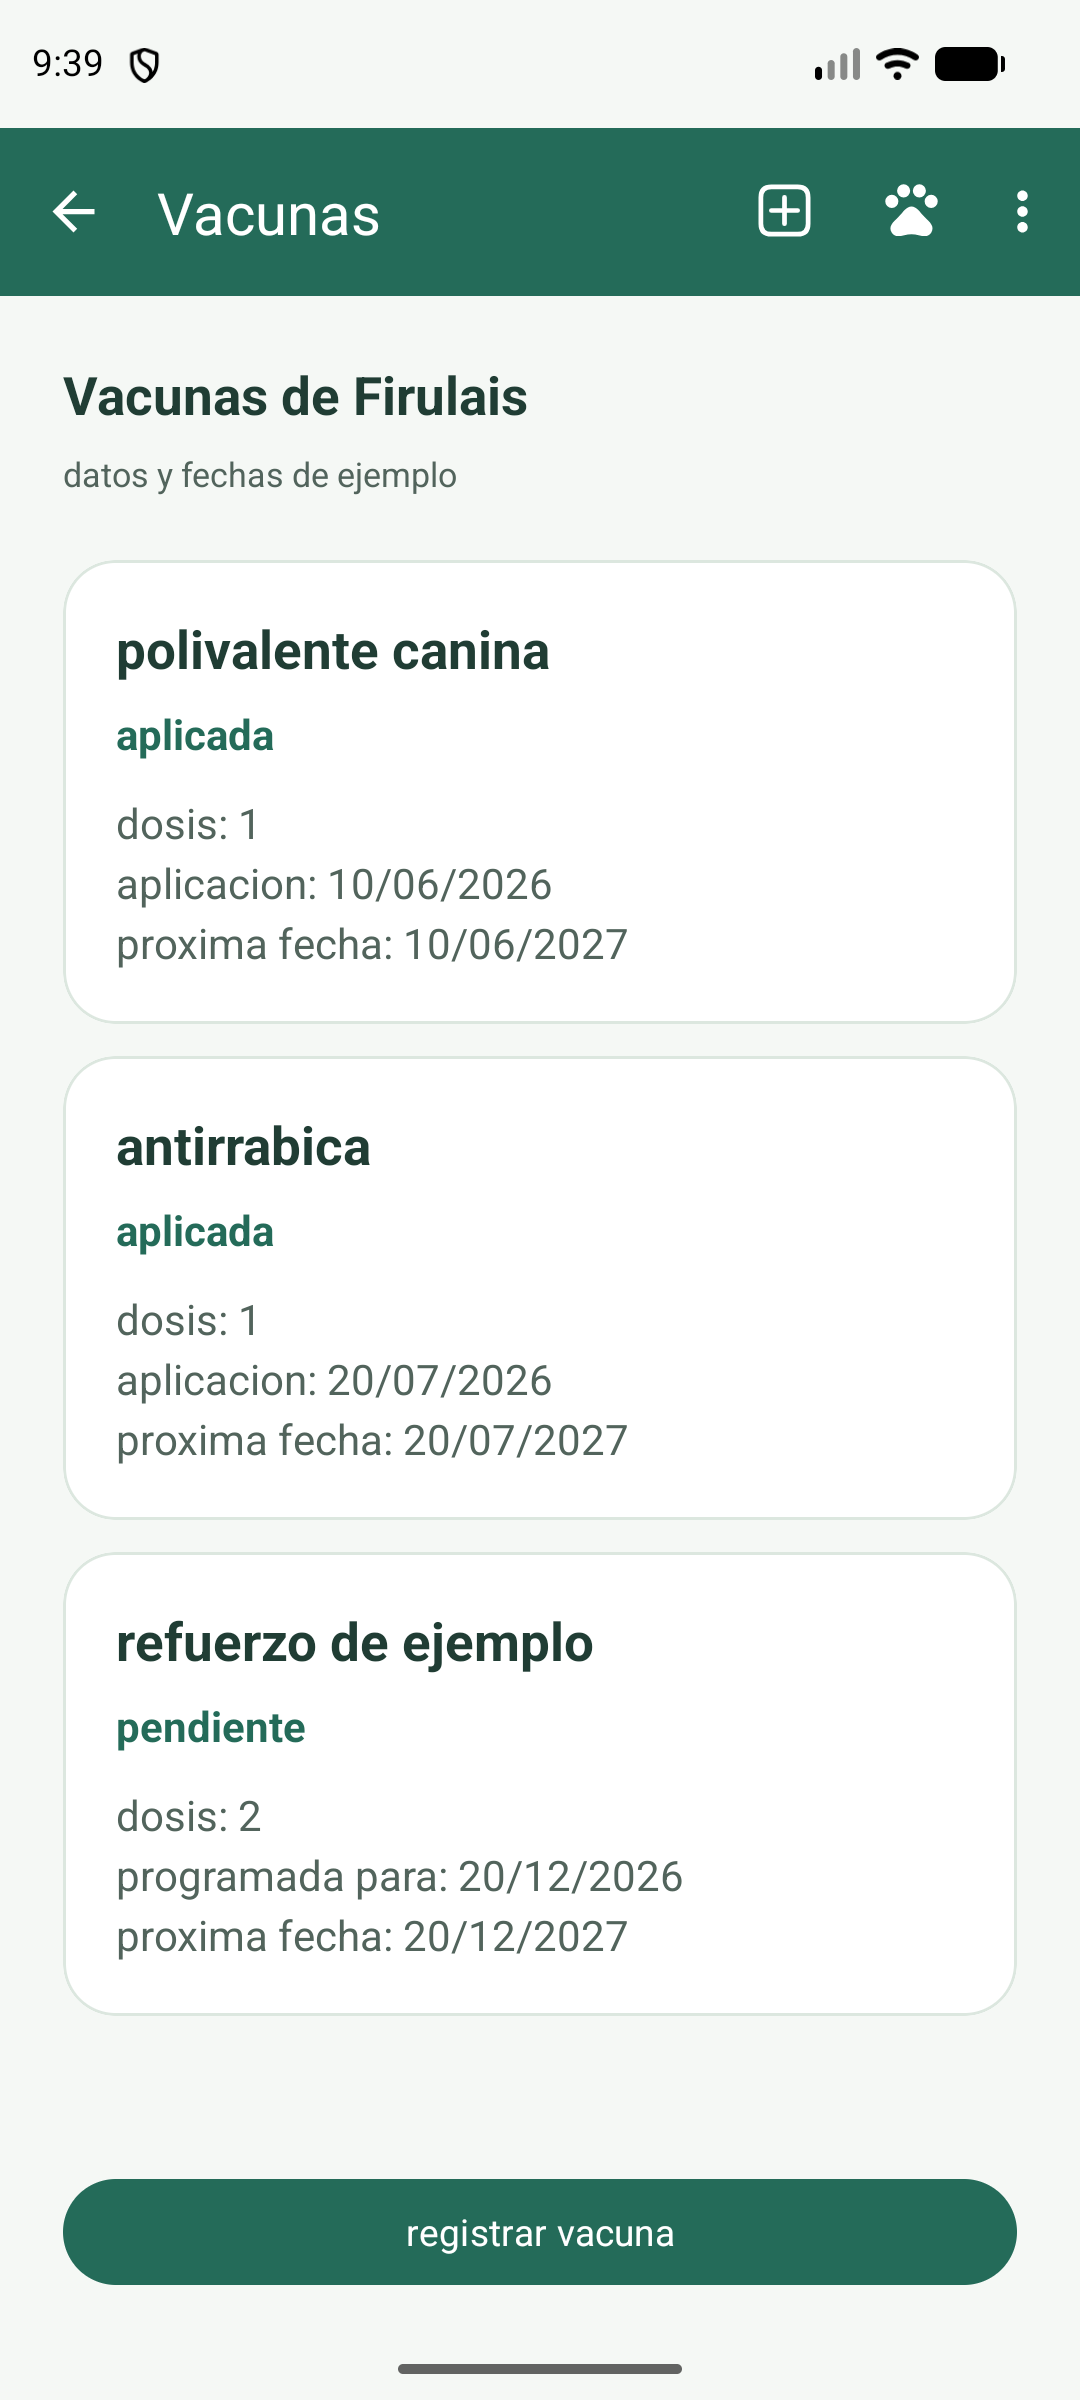 9:39
Vacunas
Vacunas de Firulais
datos y fechas de ejemplo
polivalente canina
aplicada
dosis: 1
aplicacion: 10/06/2026
proxima fecha: 10/06/2027
antirrabica
aplicada
dosis: 1
aplicacion: 20/07/2026
proxima fecha: 20/07/2027
refuerzo de ejemplo
pendiente
dosis: 2
programada para: 20/12/2026
proxima fecha: 20/12/2027
registrar vacuna